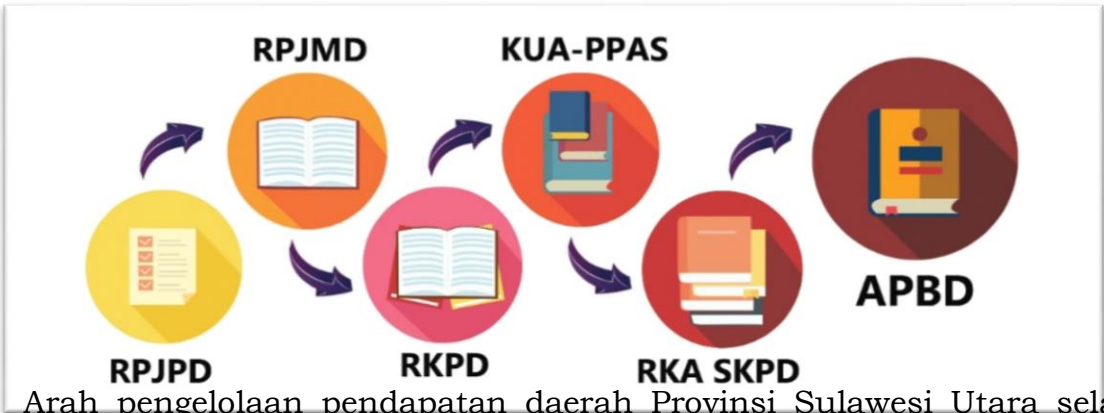 RPJMD
KUA-PPAS
APBD
RPJPD
RKPD
RKA SKPD
Arah pengelolaan pendapatan daerah Provinsi Sulawesi Utara